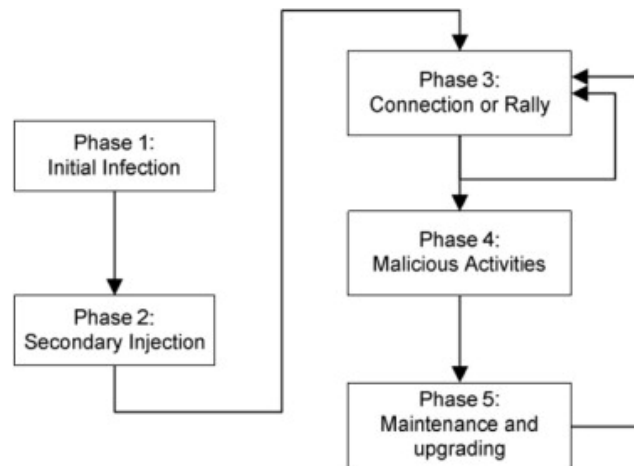 Phase 1:
Initial Infection
Phase 2:
Secondary Injection
Phase 3:
Connection or Rally
Phase 4:
Malicious Activities
Phase 5:
Maintenance and
upgrading